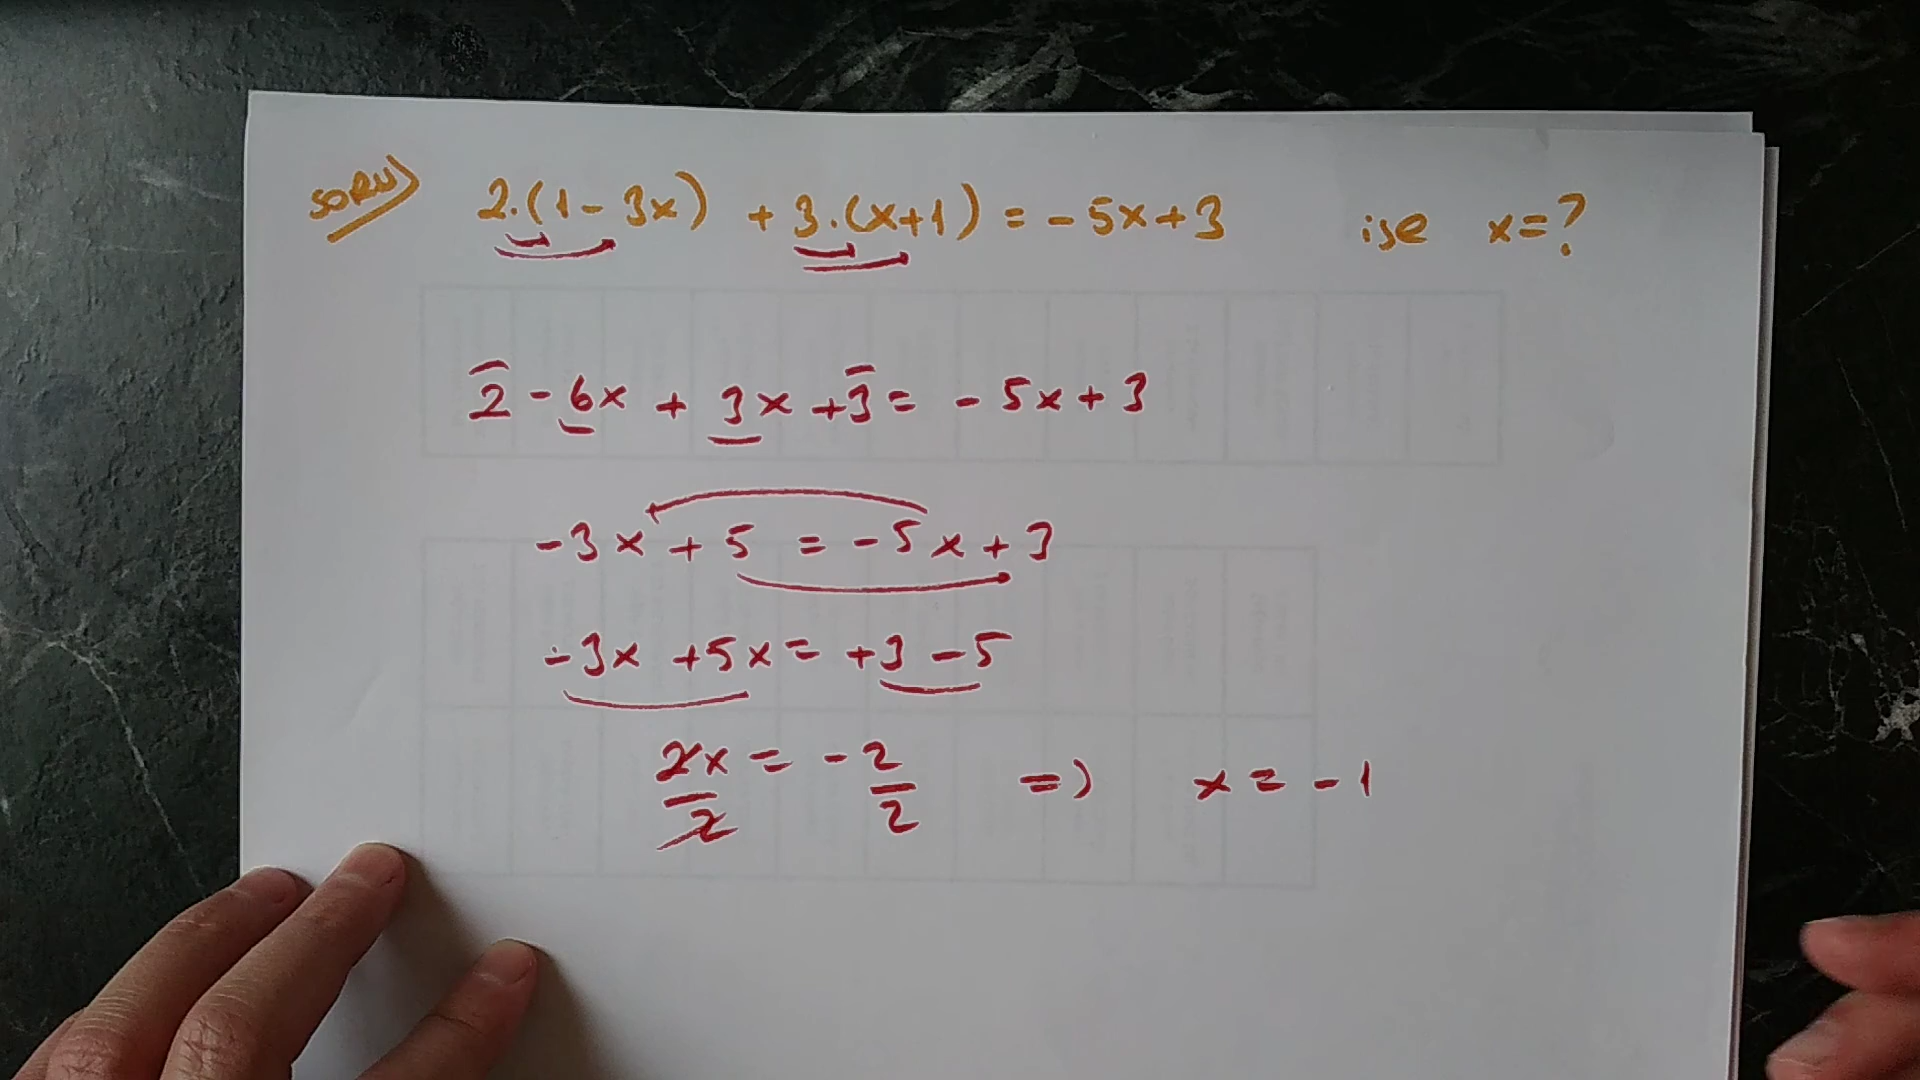 SORU 2.(1-3x) + 3.(x+1) = -5x+3 ise x=?
2 - 6x + 3x + 3 = -5x+3
-3x + 5 = -5x + 3
-3x + 5x = +3 - 5
2x/2 = -2/2 => x = -1